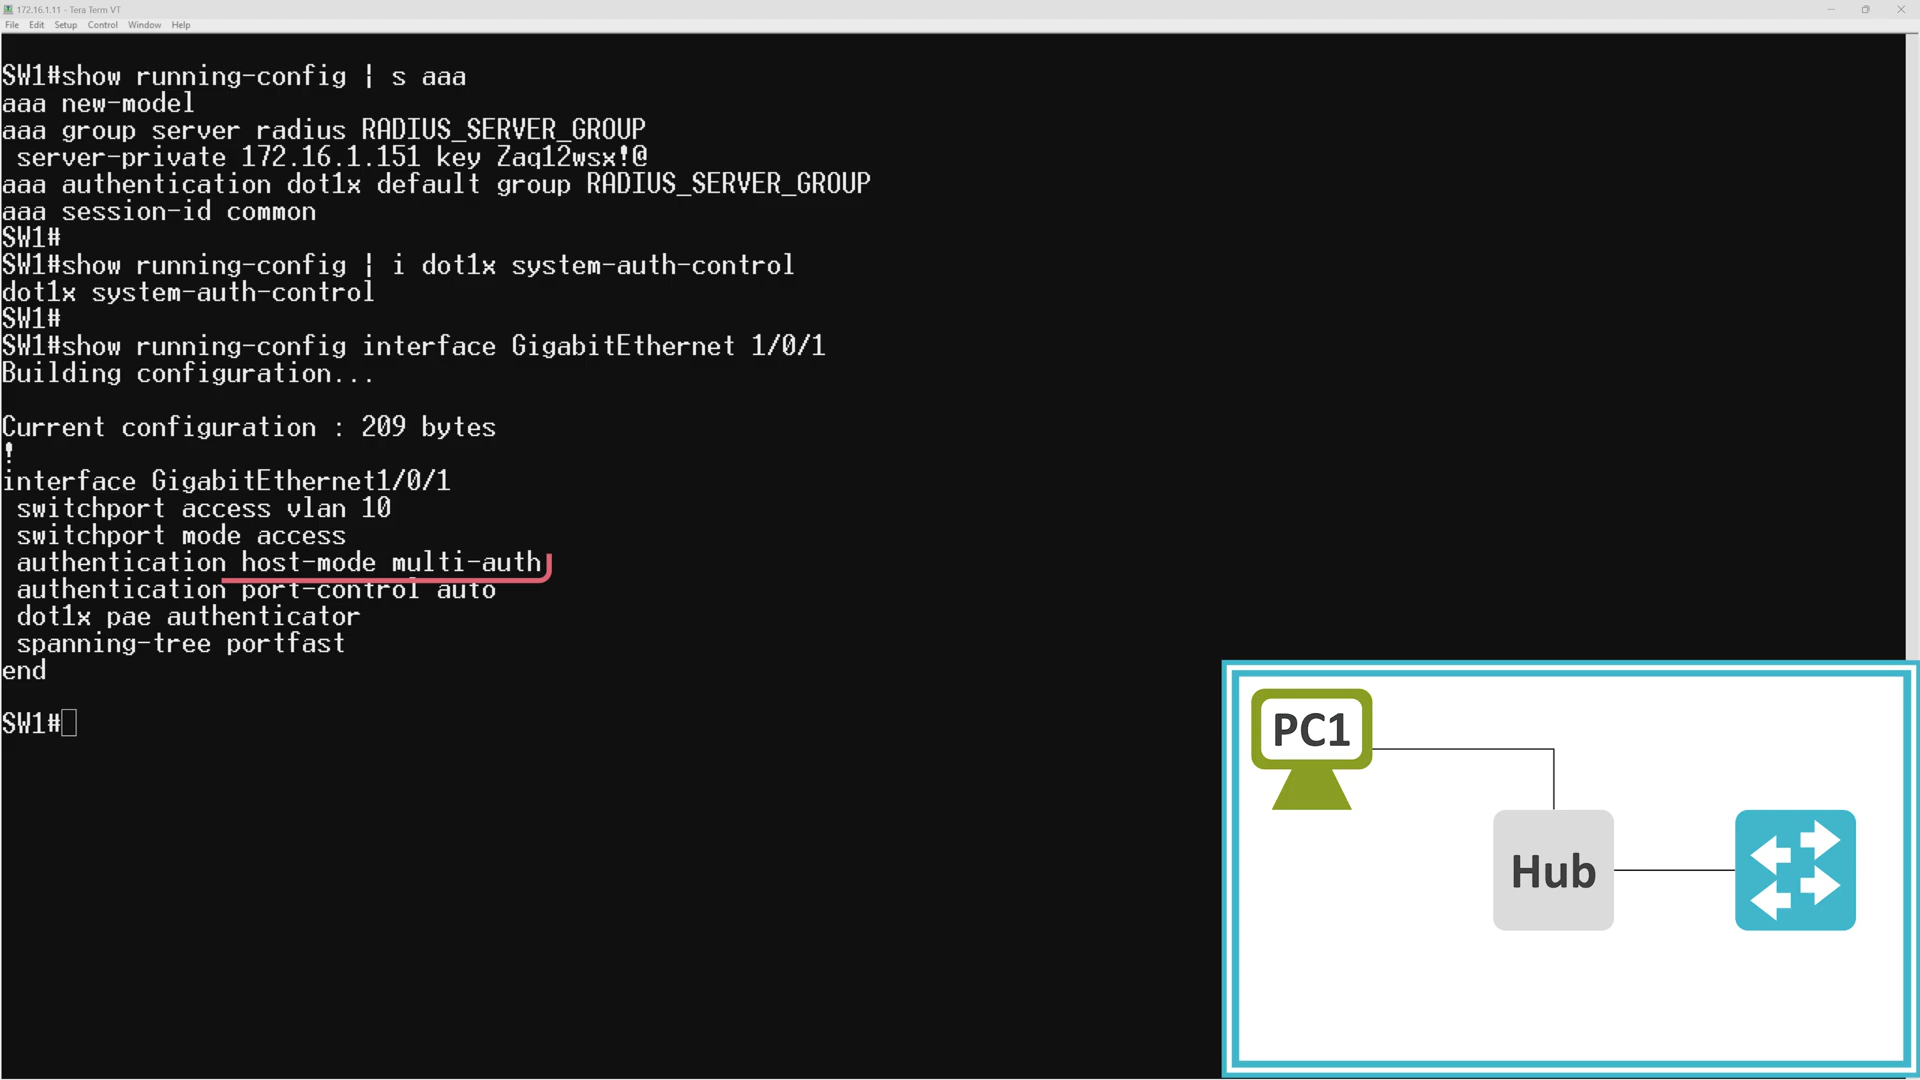 172.16.1.11 - Tera Term VT
File Edit Setup Control Window Help
SW1#show running-config | s aaa
aaa new-model
aaa group server radius RADIUS_SERVER_GROUP
server-private 172.16.1.151 key Zaq12wsx!@
aaa authentication dot1x default group RADIUS_SERVER_GROUP
aaa session-id common
SW1#
SW1#show running-config | i dot1x system-auth-control
dot1x system-auth-control
SW1#
SW1#show running-config interface GigabitEthernet 1/0/1
Building configuration...
Current configuration : 209 bytes
!
interface GigabitEthernet1/0/1
switchport access vlan 10
switchport mode access
authentication host-mode multi-auth
authentication port-control auto
dot1x pae authenticator
spanning-tree portfast
end
SW1#
PC1
Hub